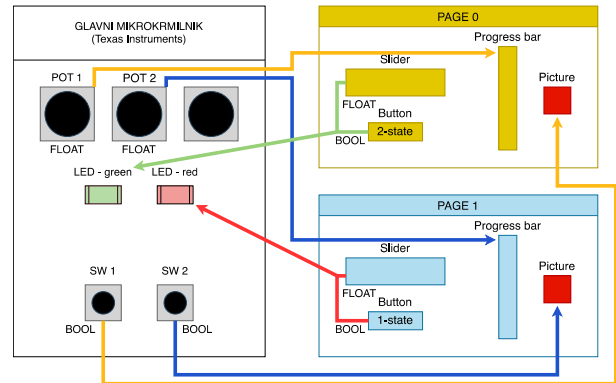 GLAVNI MIKROKRMILNIK
(Texas Instruments)
POT 1
POT 2
FLOAT
FLOAT
LED - green
LED - red
SW 1
SW 2
BOOL
BOOL
PAGE 0
Progress bar
Slider
Picture
FLOAT
Button
2-state
BOOL
PAGE 1
Progress bar
Slider
Picture
FLOAT
Button
1-state
BOOL